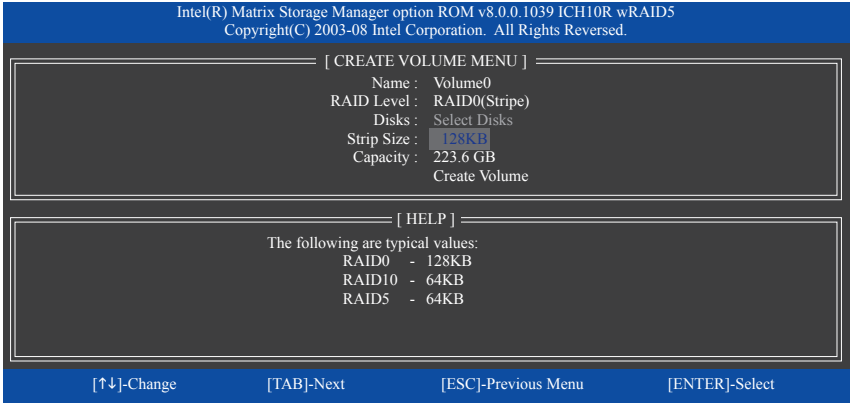 Intel(R) Matrix Storage Manager option ROM v8.0.0.1039 ICH10R wRAID5
Copyright(C) 2003-08 Intel Corporation. All Rights Reversed.
[ CREATE VOLUME MENU ]
Name : Volume0
RAID Level : RAID0(Stripe)
Disks : Select Disks
Strip Size : 128KB
Capacity : 223.6 GB
Create Volume
[ HELP ]
The following are typical values:
RAID0 - 128KB
RAID10 - 64KB
RAID5 - 64KB
[↑↓]-Change [TAB]-Next [ESC]-Previous Menu [ENTER]-Select